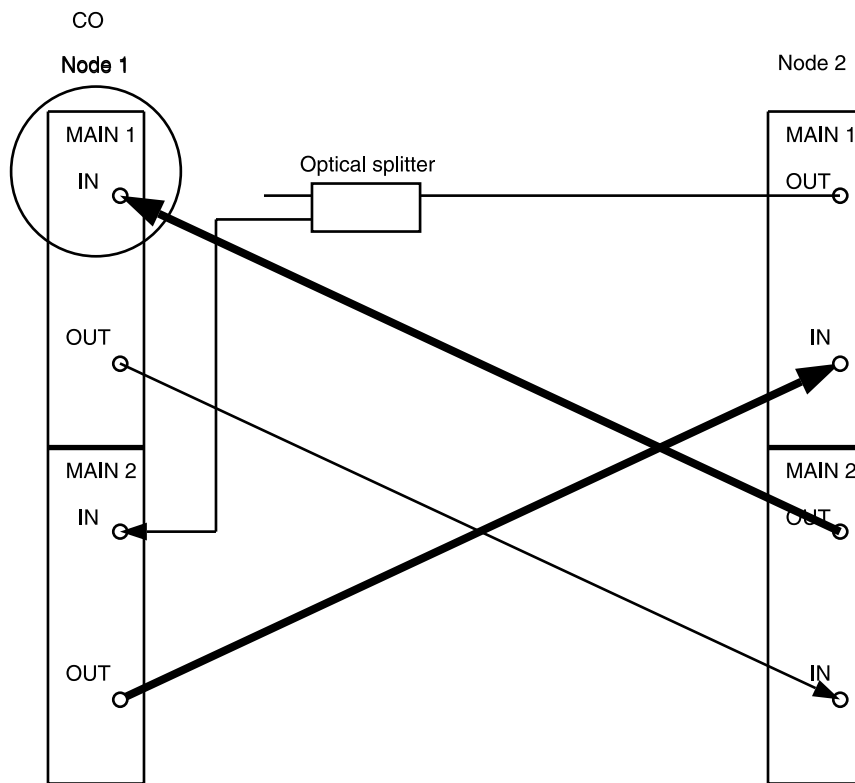 CO
Node 1
Node 2
MAIN 1
IN
OUT
MAIN 2
IN
OUT
Optical splitter
MAIN 1
OUT
IN
MAIN 2
OUT
IN